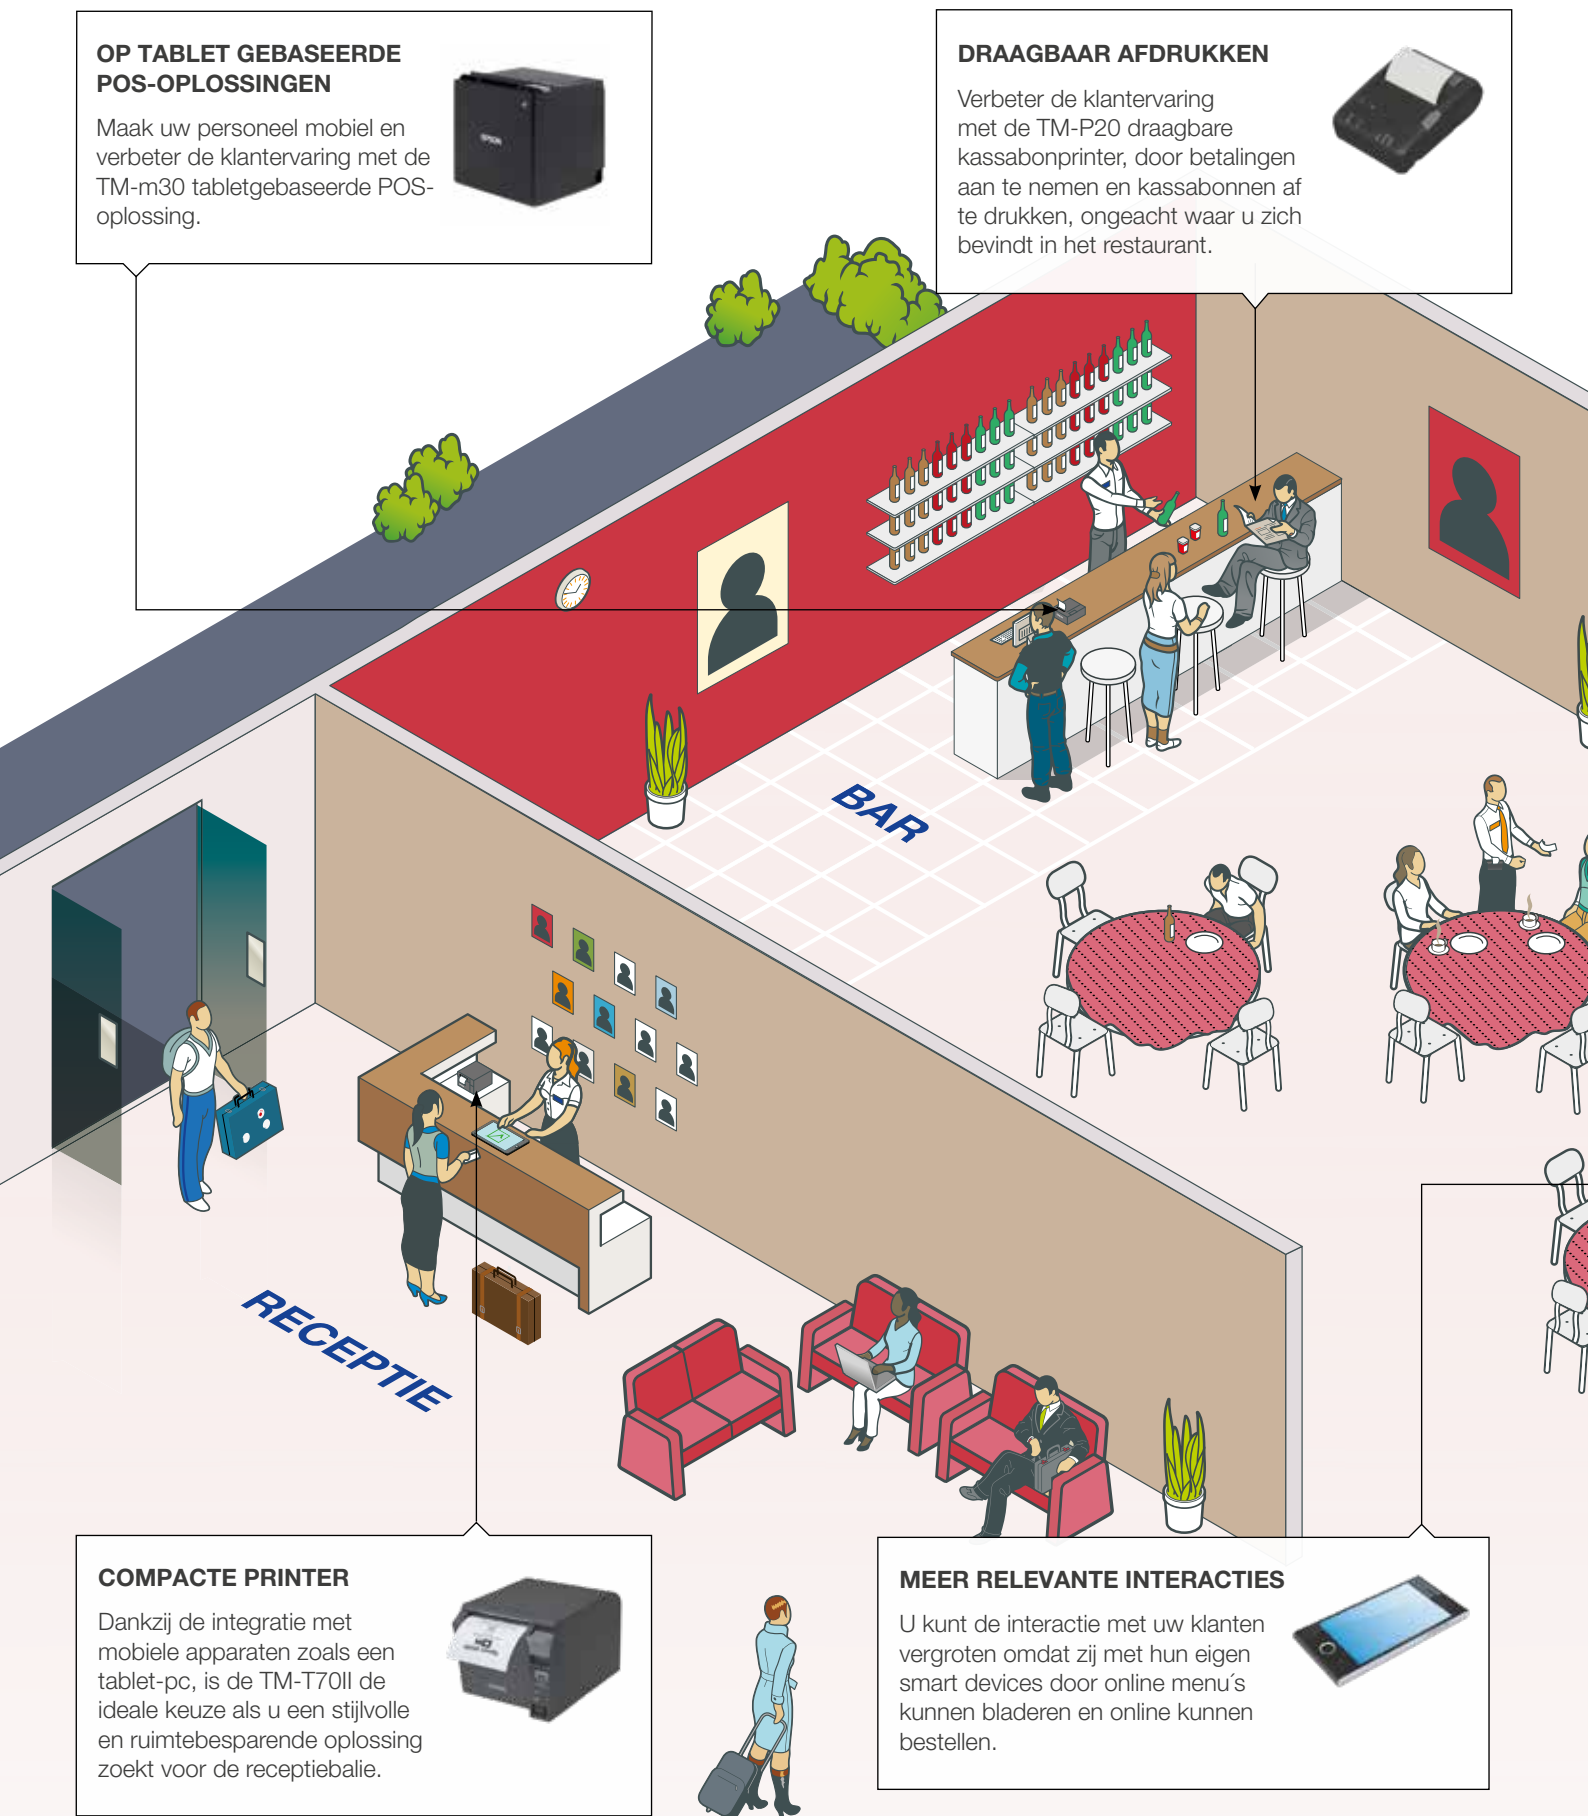 OP TABLET GEBASEERDE
POS-OPLOSSINGEN
Maak uw personeel mobiel en
verbeter de klantervaring met de
TM-m30 tabletgebaseerde POS-
oplossing.
EPSON
DRAAGBAAR AFDRUKKEN
Verbeter de klantervaring
met de TM-P20 draagbare
kassabonprinter, door betalingen
aan te nemen en kassabonnen af
te drukken, ongeacht waar u zich
bevindt in het restaurant.
BAR
RECEPTIE
COMPACTE PRINTER
Dankzij de integratie met
mobiele apparaten zoals een
tablet-pc, is de TM-T70II de
ideale keuze als u een stijlvolle
en ruimtebesparende oplossing
zoekt voor de receptiebalie.
MEER RELEVANTE INTERACTIES
U kunt de interactie met uw klanten
vergroten omdat zij met hun eigen
smart devices door online menu´s
kunnen bladeren en online kunnen
bestellen.